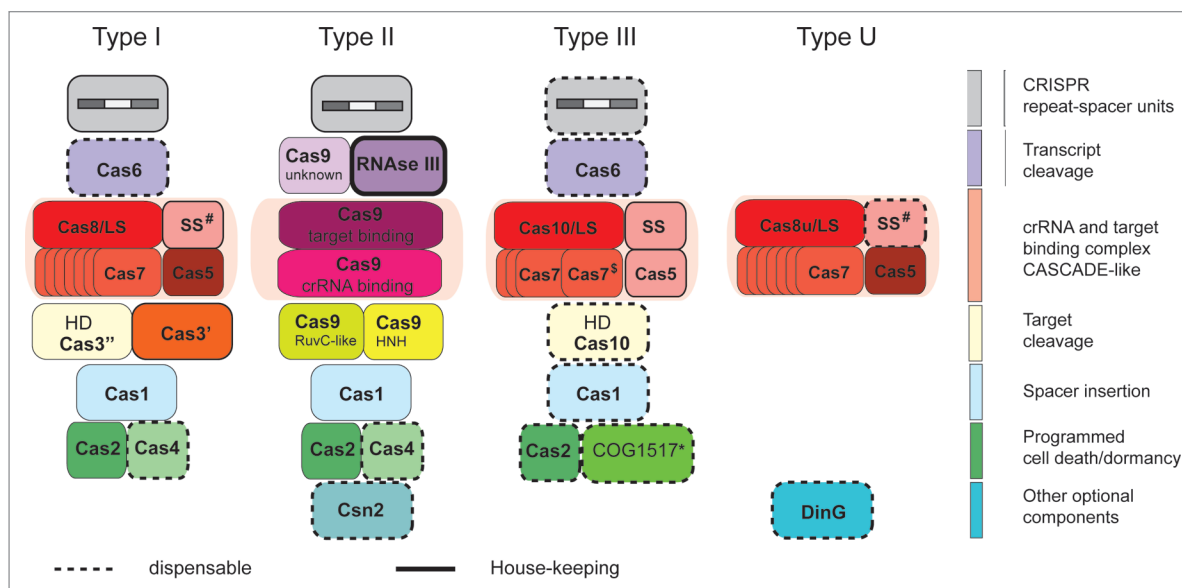 Type I
Type II
Type III
Type U
Cas6
Cas9
unknown
RNAse III
Cas6
Cas8/LS
SS#
Cas7
Cas5
Cas9
target binding
Cas9
crRNA binding
Cas10/LS
SS
Cas7
Cas7$
Cas5
Cas8u/LS
SS#
Cas7
Cas5
HD
Cas3''
Cas3'
Cas9
RuvC-like
Cas9
HNH
HD
Cas10
Cas1
Cas1
Cas1
Cas2
Cas4
Cas2
Cas4
Cas2
COG1517*
Csn2
DinG
CRISPR
repeat-spacer units
Transcript
cleavage
crRNA and target
binding complex
CASCADE-like
Target
cleavage
Spacer insertion
Programmed
cell death/dormancy
Other optional
components
dispensable
House-keeping